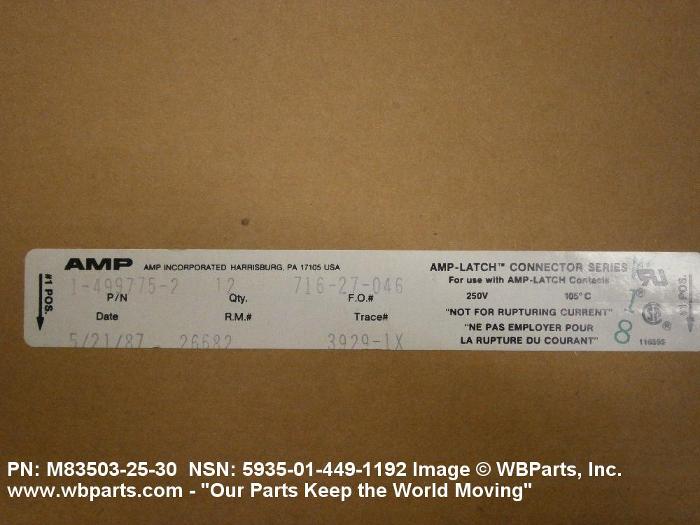 AMP AMP INCORPORATED HARRISBURG, PA 17105 USA
1-499775-2 12 716-27-046
P/N Qty. F.O.#
Date R.M.# Trace#
5/21/87 - 26682 3929-1X
#1 POS.
AMP-LATCH™ CONNECTOR SERIES
For use with AMP-LATCH Contacts
250V 105°C
"NOT FOR RUPTURING CURRENT"
"NE PAS EMPLOYER POUR
LA RUPTURE DU COURANT"
8
#1 POS.
PN: M83503-25-30 NSN: 5935-01-449-1192 Image © WBParts, Inc.
www.wbparts.com - "Our Parts Keep the World Moving"